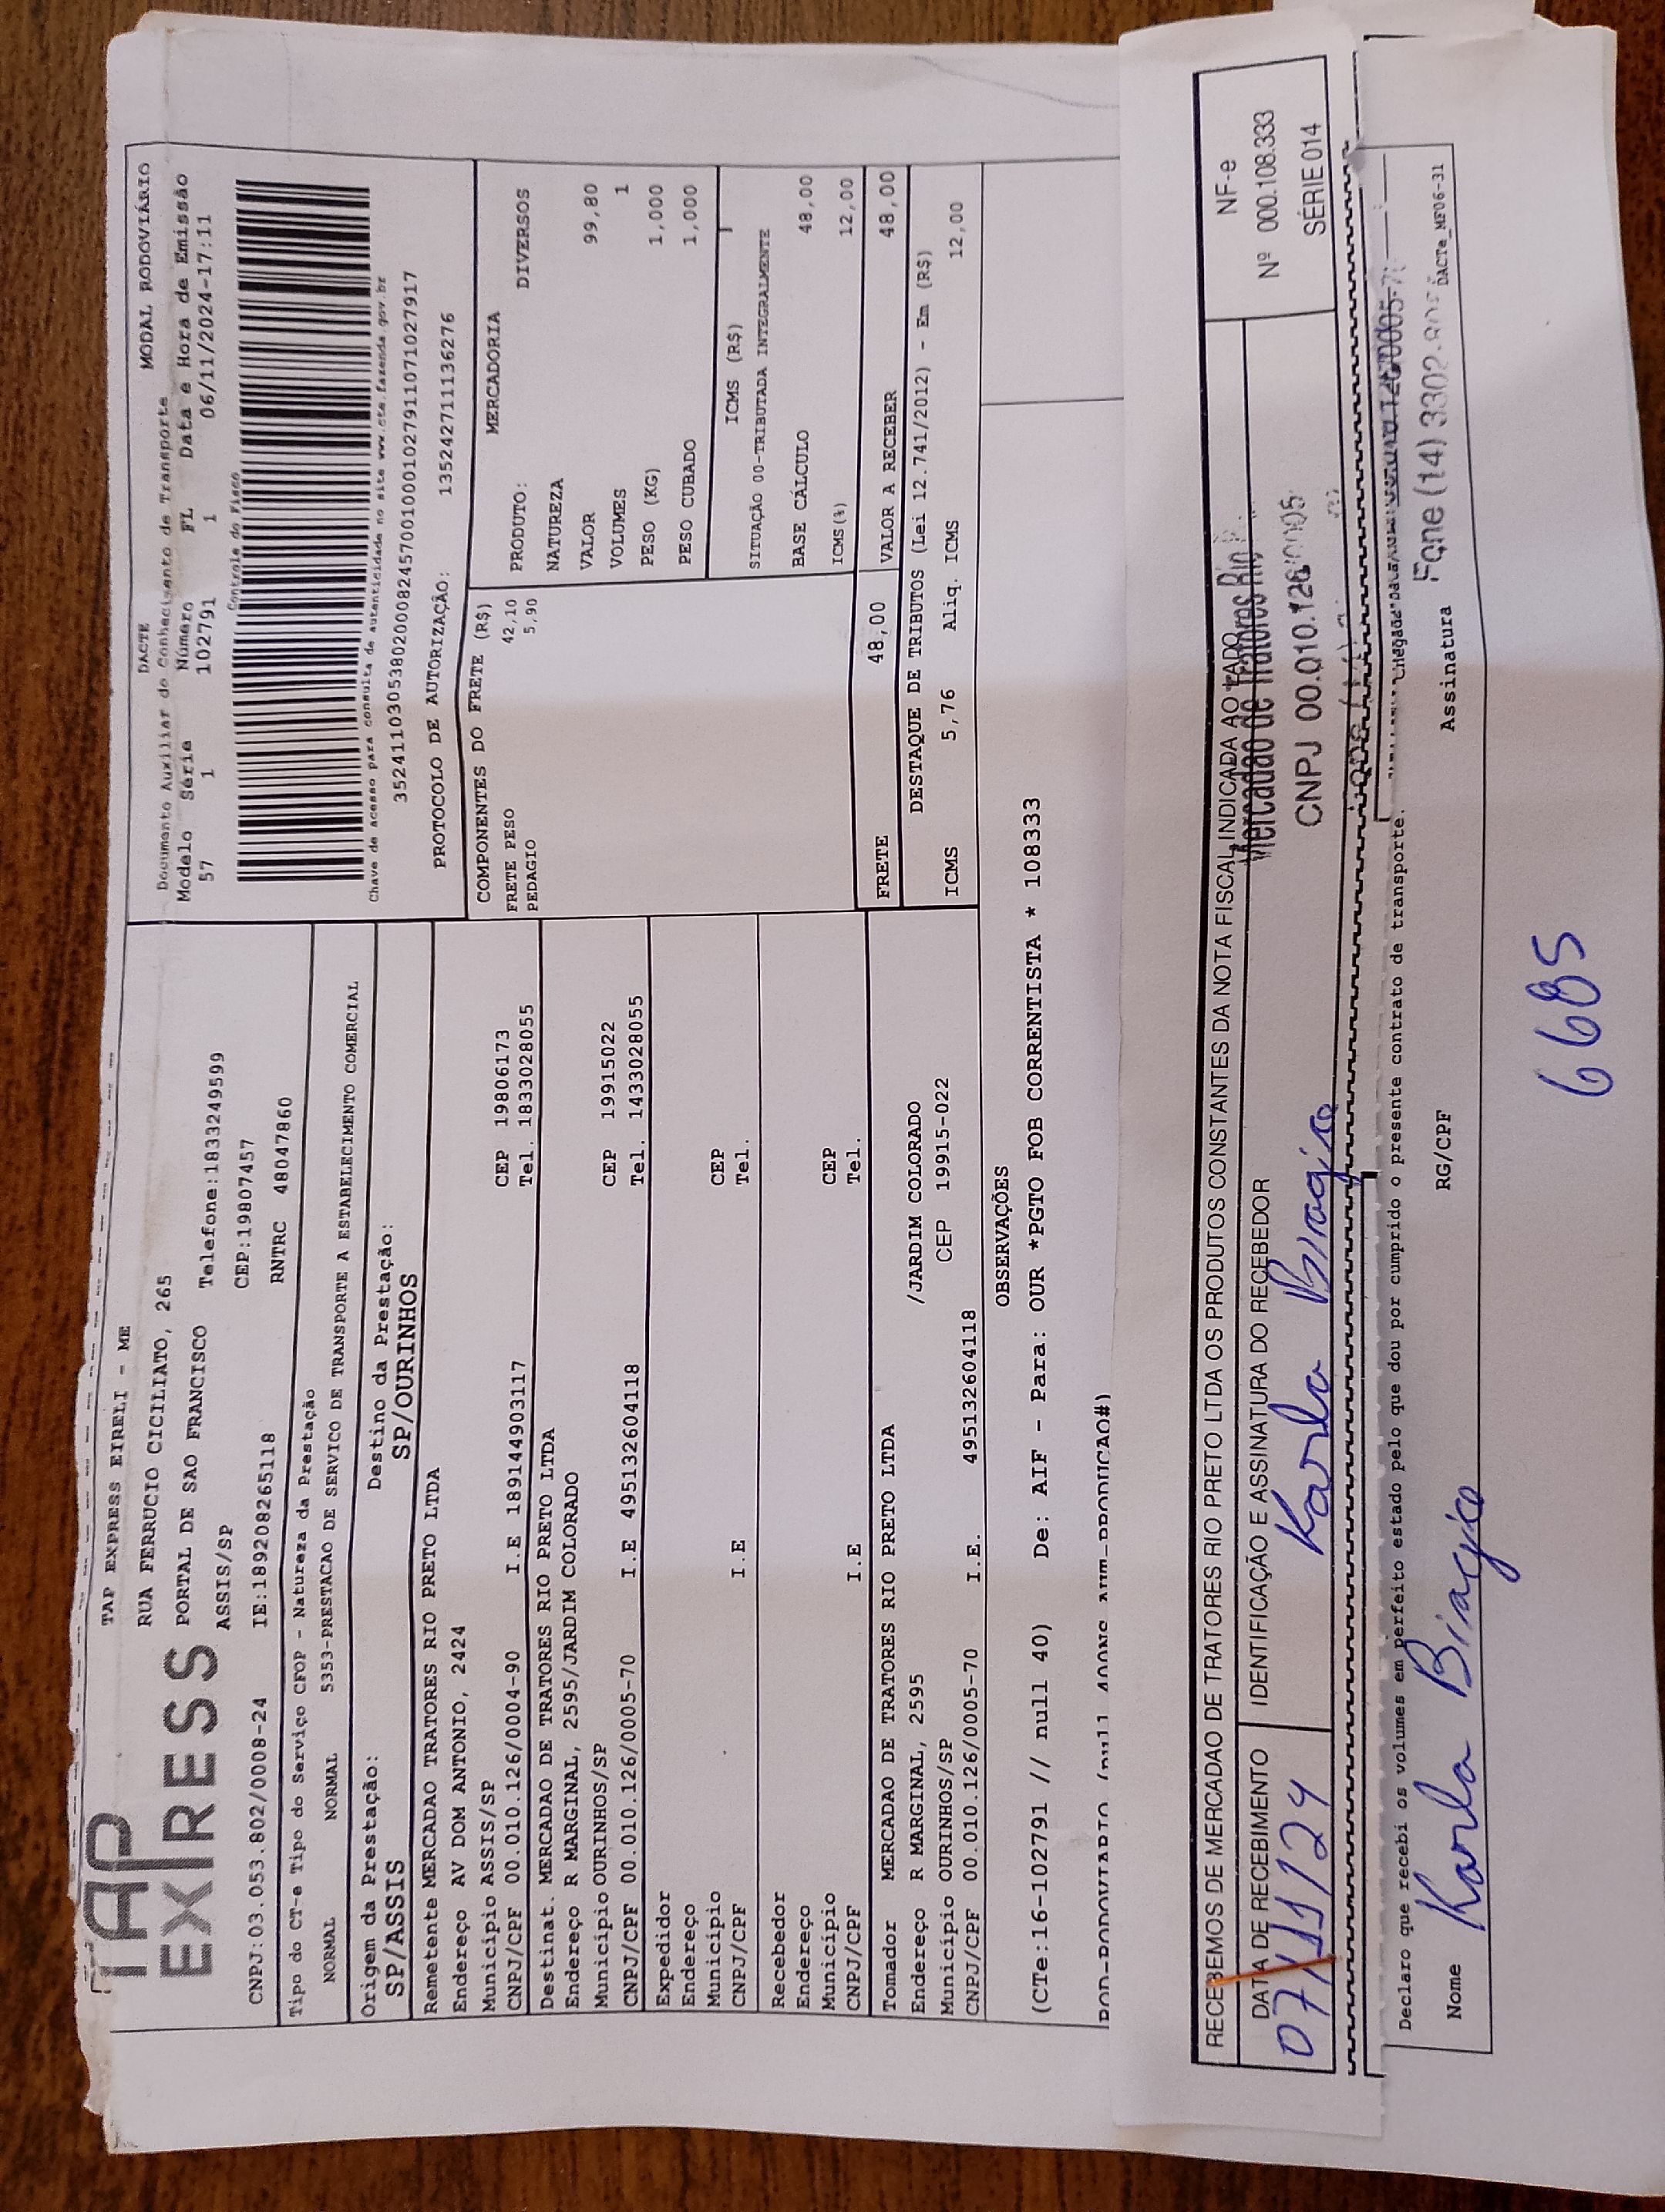 TAP
EXPRESS
TAP EXPRESS EIRELI - ME
RUA FERRUCIO CICILIATO, 265
PORTAL DE SAO FRANCISCO Telefone:1833249599
ASSIS/SP CEP:19807457
CNPJ:03.053.802/0008-24 IE:189208265118 RNTRC 48047860
Tipo do CT-e Tipo do Serviço CFOP - Natureza da Prestação
NORMAL NORMAL 5353-PRESTACAO DE SERVICO DE TRANSPORTE A ESTABELECIMENTO COMERCIAL
Origem da Prestação: Destino da Prestação:
SP/ASSIS SP/OURINHOS
DACTE MODAL RODOVIÁRIO
Documento Auxiliar do Conhecimento de Transporte
Modelo Série Número FL Data e Hora de Emissão
57 1 102791 1 06/11/2024-17:11
Controle do Fisco
Chave de acesso para consulta de autenticidade no site www.cte.fazenda.gov.br
35241103053802000824570010001027911071027917
PROTOCOLO DE AUTORIZAÇÃO: 135242711136276
Remetente MERCADAO TRATORES RIO PRETO LTDA
Endereço AV DOM ANTONIO, 2424
Município ASSIS/SP CEP 19806173
CNPJ/CPF 00.010.126/0004-90 I.E 189144903117 Tel. 1833028055
Destinat. MERCADAO DE TRATORES RIO PRETO LTDA
Endereço R MARGINAL, 2595/JARDIM COLORADO
Município OURINHOS/SP CEP 19915022
CNPJ/CPF 00.010.126/0005-70 I.E 495132604118 Tel. 1433028055
Expedidor
Endereço
Município CEP
CNPJ/CPF I.E Tel.
Recebedor
Endereço
Município CEP
CNPJ/CPF I.E Tel.
Tomador MERCADAO DE TRATORES RIO PRETO LTDA
Endereço R MARGINAL, 2595 /JARDIM COLORADO
Município OURINHOS/SP CEP 19915-022
CNPJ/CPF 00.010.126/0005-70 I.E. 495132604118
COMPONENTES DO FRETE (R$)
FRETE PESO 42,10
PEDAGIO 5,90
MERCADORIA
PRODUTO: DIVERSOS
NATUREZA
VALOR 99,80
VOLUMES 1
PESO (KG) 1,000
PESO CUBADO 1,000
ICMS (R$)
SITUAÇÃO 00-TRIBUTADA INTEGRALMENTE
BASE CÁLCULO 48,00
ICMS(%) 12,00
FRETE 48,00 VALOR A RECEBER 48,00
DESTAQUE DE TRIBUTOS (Lei 12.741/2012) - Em (R$)
ICMS 5,76 Aliq. ICMS 12,00
OBSERVAÇÕES
(CTe:16-102791 // null 40) De: AIF - Para: OUR *PGTO FOB CORRENTISTA * 108333
RECEBEMOS DE MERCADAO DE TRATORES RIO PRETO LTDA OS PRODUTOS CONSTANTES DA NOTA FISCAL INDICADA AO LADO
DATA DE RECEBIMENTO IDENTIFICAÇÃO E ASSINATURA DO RECEBEDOR
07/11/24 Karla Biagio
Mercadão de Tratores Rio P.
CNPJ 00.010.126/0005
NF-e
Nº 000.108.333
SÉRIE 014
Declaro que recebi os volumes em perfeito estado pelo que dou por cumprido o presente contrato de transporte.
Nome Karla Biagio RG/CPF Assinatura
Fone (14) 3302
DACTe_MF06-31
6685